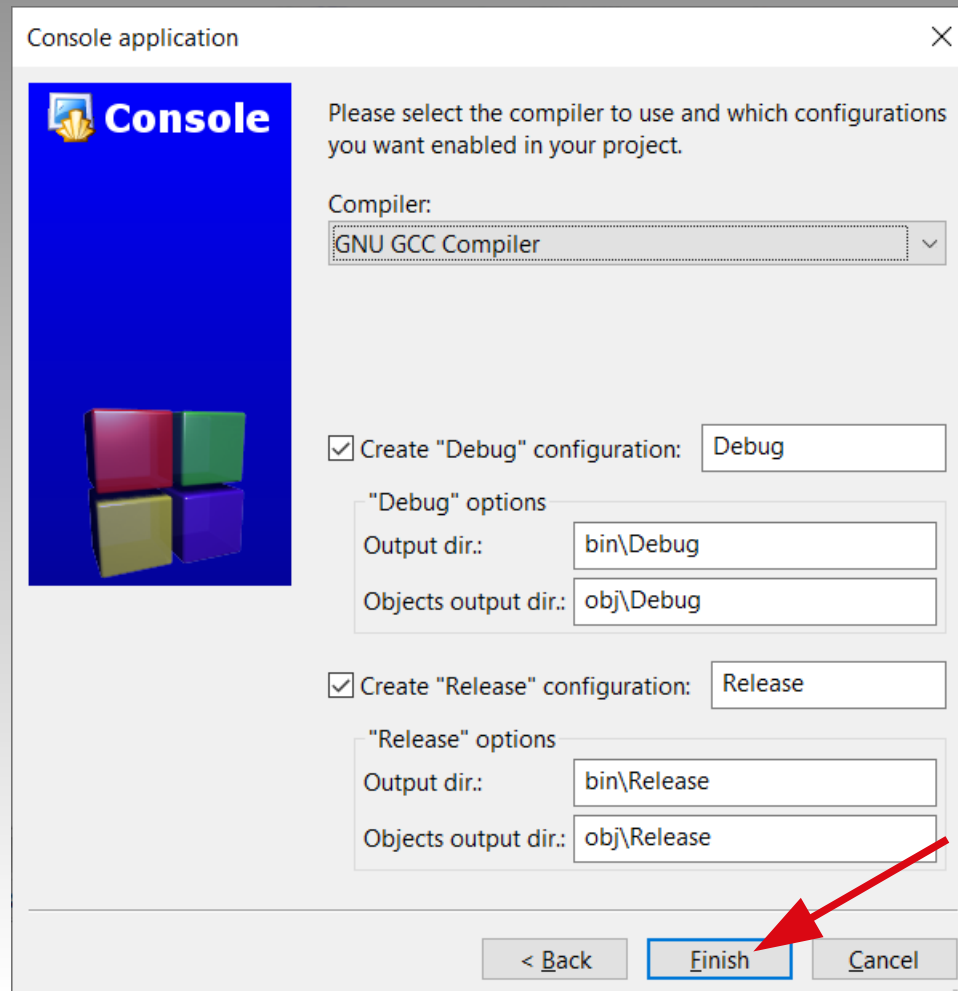 Console application
Console
Please select the compiler to use and which configurations
you want enabled in your project.
Compiler:
GNU GCC Compiler
Create "Debug" configuration: Debug
"Debug" options
Output dir.: bin\Debug
Objects output dir.: obj\Debug
Create "Release" configuration: Release
"Release" options
Output dir.: bin\Release
Objects output dir.: obj\Release
< Back Finish Cancel